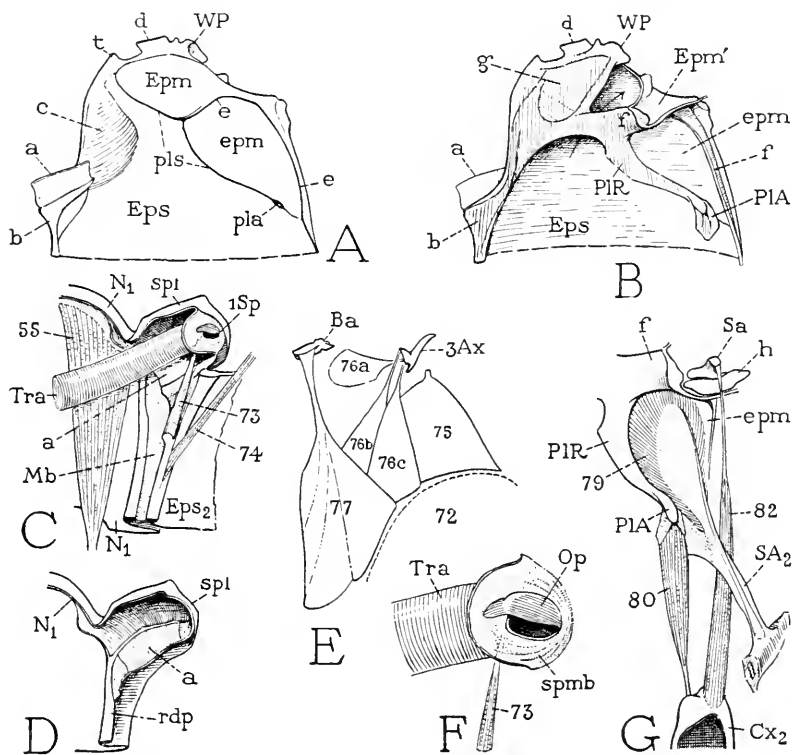 d
WP
t
Epm
e
c
epm
a
pls
e
Eps
pla
b
A
d
WP
g
Epm'
f
epm
a
f
PlR
PlA
b
Eps
B
N1
spl
1Sp
55
Tra
a
73
74
Mb
Eps2
N1
C
Ba
3Ax
76a
76b
76c
75
77
72
E
f
Sa
h
epm
PlR
79
PlA
82
SA2
80
Cx2
G
N1
spl
a
rdp
D
Tra
Op
spmb
73
F